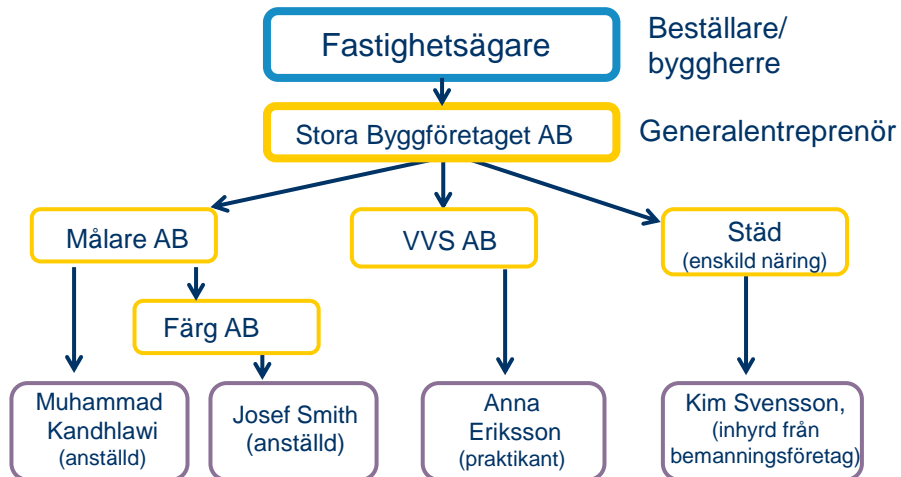 Fastighetsägare
Beställare/
byggherre
Stora Byggföretaget AB
Generalentreprenör
Målare AB
VVS AB
Städ
(enskild näring)
Färg AB
Muhammad
Kandhlawi
(anställd)
Josef Smith
(anställd)
Anna
Eriksson
(praktikant)
Kim Svensson,
(inhyrd från
bemanningsföretag)